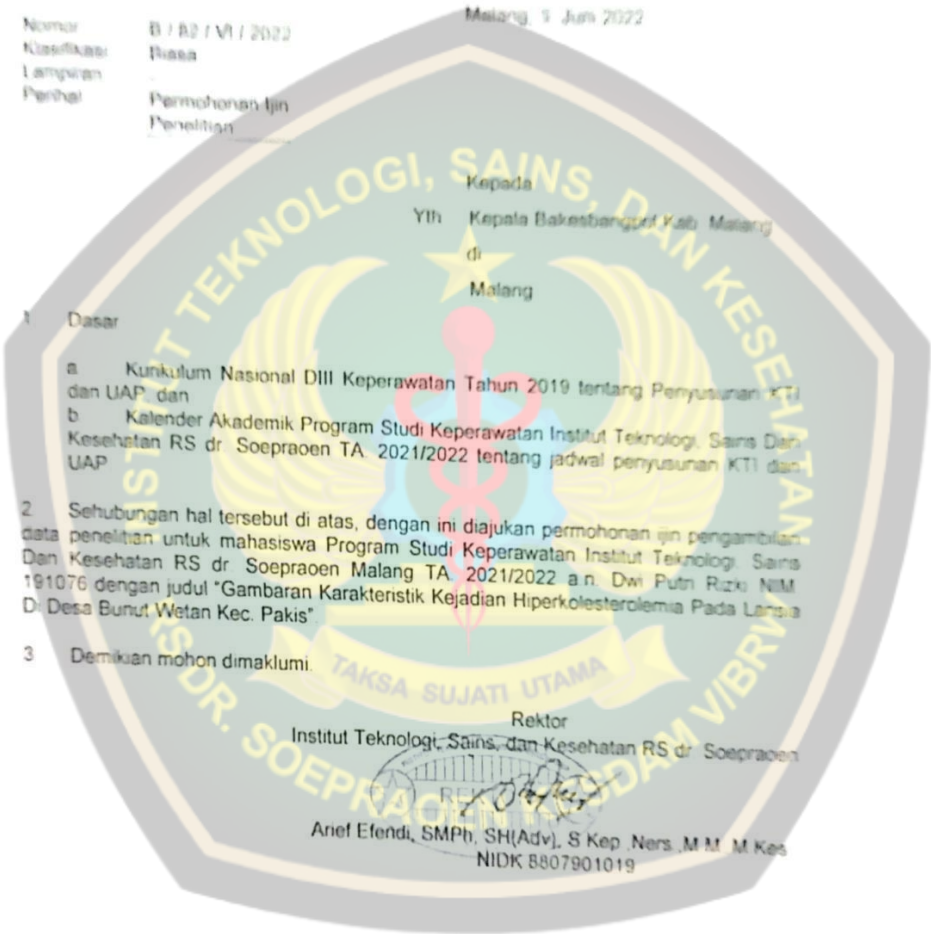 Malang, 1 Juni 2022
Nomor B / 82 / VI / 2022
Klasifikasi Biasa
Lampiran -
Perihal Permohonan Ijin
Penelitian
Kepada
Yth Kepala Bakesbangpol Kab. Malang
di
Malang
1 Dasar
a Kurikulum Nasional DIII Keperawatan Tahun 2019 tentang Penyusunan KTI
dan UAP, dan
b Kalender Akademik Program Studi Keperawatan Institut Teknologi, Sains Dan
Kesehatan RS dr. Soepraoen TA. 2021/2022 tentang jadwal penyusunan KTI dan
UAP
2 Sehubungan hal tersebut di atas, dengan ini diajukan permohonan ijin pengambilan
data penelitian untuk mahasiswa Program Studi Keperawatan Institut Teknologi, Sains
Dan Kesehatan RS dr Soepraoen Malang TA. 2021/2022 a.n. Dwi Putri Rizki NIM
191076 dengan judul "Gambaran Karakteristik Kejadian Hiperkolesterolemia Pada Lansia
Di Desa Bunut Wetan Kec. Pakis".
3 Demikian mohon dimaklumi.
Rektor
Institut Teknologi, Sains, dan Kesehatan RS dr. Soepraoen
Arief Efendi, SMPh, SH(Adv), S.Kep.,Ners.,M.M.,M.Kes
NIDK 8807901019
INSTITUT TEKNOLOGI, SAINS, DAN KESEHATAN
RS DR. SOEPRAOEN KESDAM V/BRW
TAKSA SUJATI UTAMA